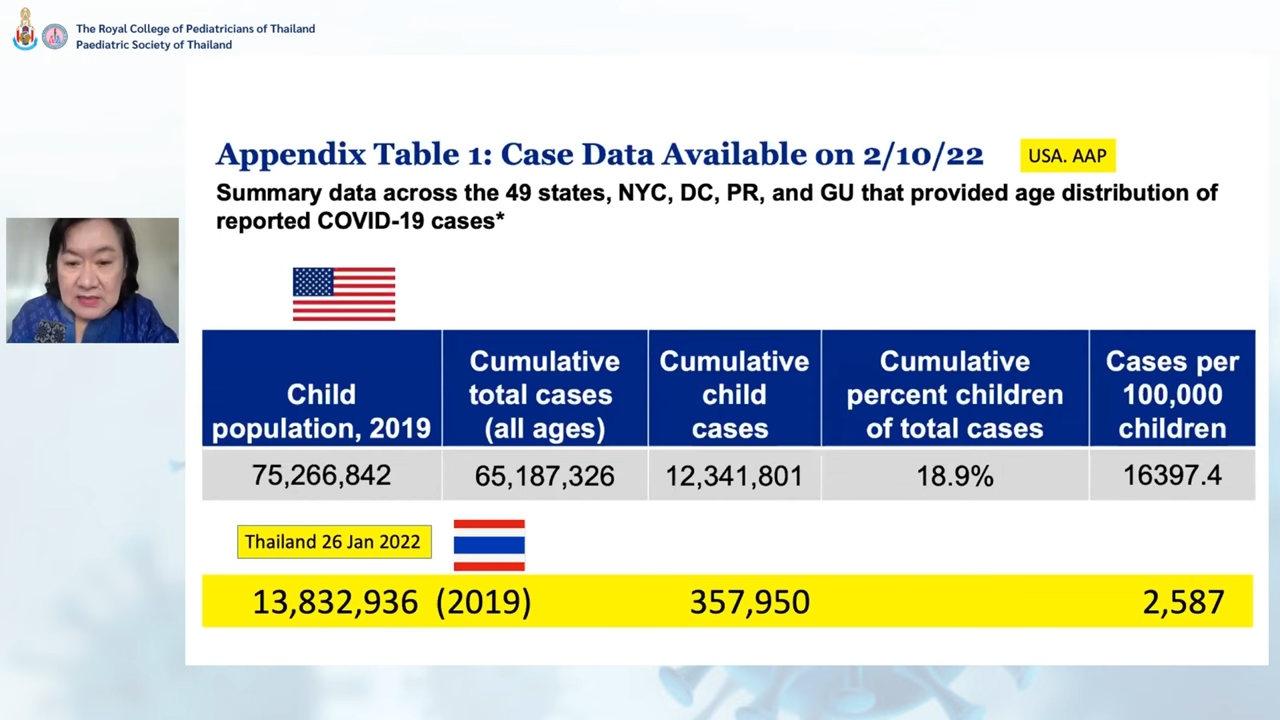 The Royal College of Pediatricians of Thailand
Paediatric Society of Thailand
Appendix Table 1: Case Data Available on 2/10/22
USA. AAP
Summary data across the 49 states, NYC, DC, PR, and GU that provided age distribution of
reported COVID-19 cases*
Child
population, 2019
Cumulative
total cases
(all ages)
Cumulative
child
cases
Cumulative
percent children
of total cases
Cases per
100,000
children
75,266,842
65,187,326
12,341,801
18.9%
16397.4
Thailand 26 Jan 2022
13,832,936 (2019)
357,950
2,587